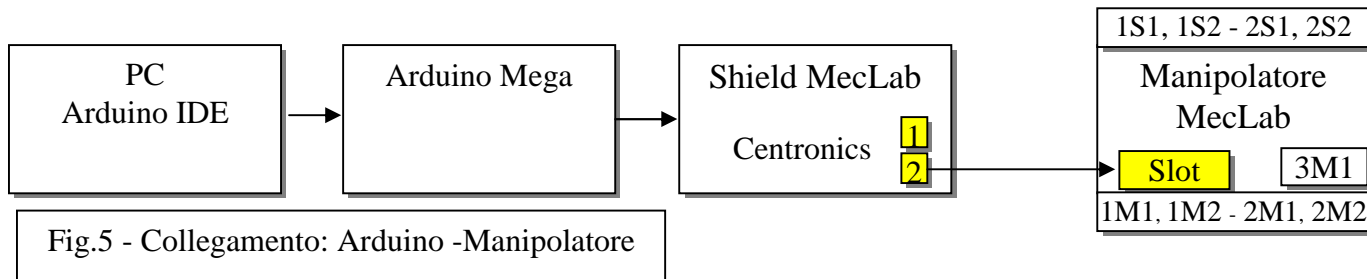 PC
Arduino IDE
Arduino Mega
Shield MecLab
Centronics
1
2
1S1, 1S2 - 2S1, 2S2
Manipolatore
MecLab
Slot
3M1
1M1, 1M2 - 2M1, 2M2
Fig.5 - Collegamento: Arduino -Manipolatore